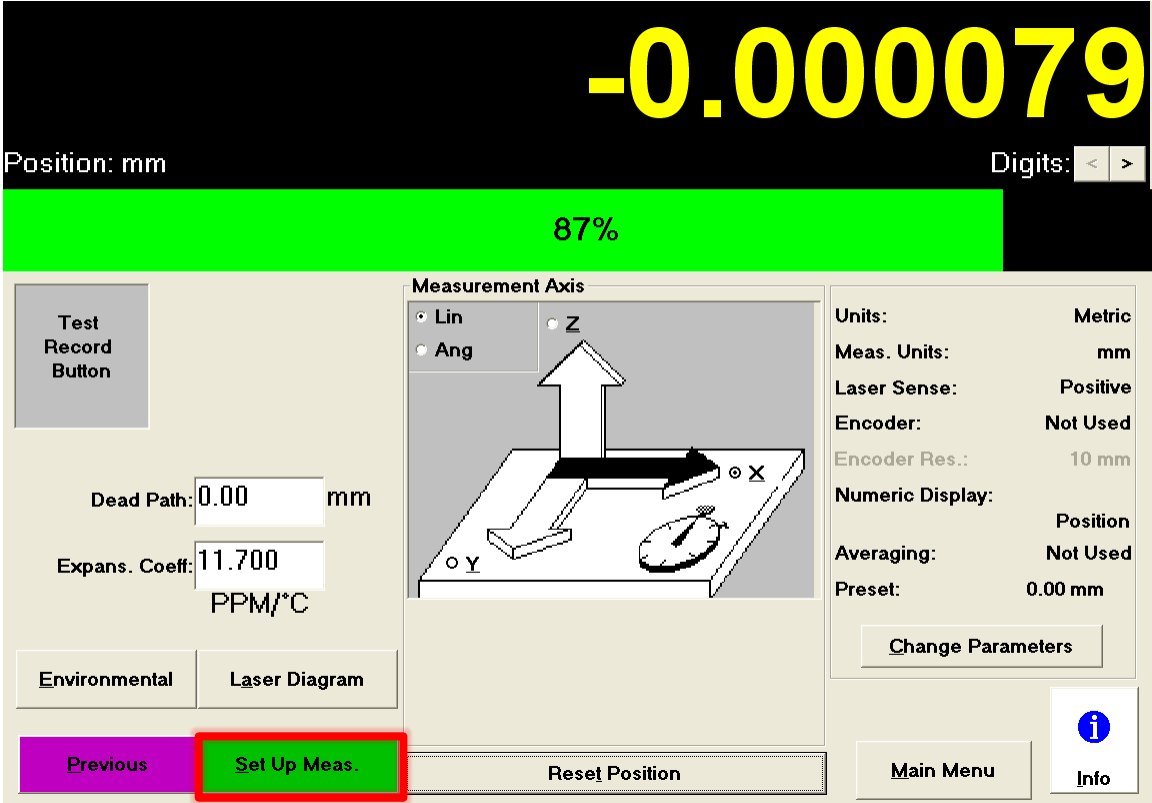 -0.000079
Position: mm
Digits: < >
87%
Test
Record
Button
Dead Path: 0.00 mm
Expans. Coeff: 11.700
PPM/°C
Environmental
Laser Diagram
Previous
Set Up Meas.
Measurement Axis
Lin
Ang
Z
X
Y
Reset Position
Units: Metric
Meas. Units: mm
Laser Sense: Positive
Encoder: Not Used
Encoder Res.: 10 mm
Numeric Display:
Position
Averaging: Not Used
Preset: 0.00 mm
Change Parameters
Main Menu
i
Info